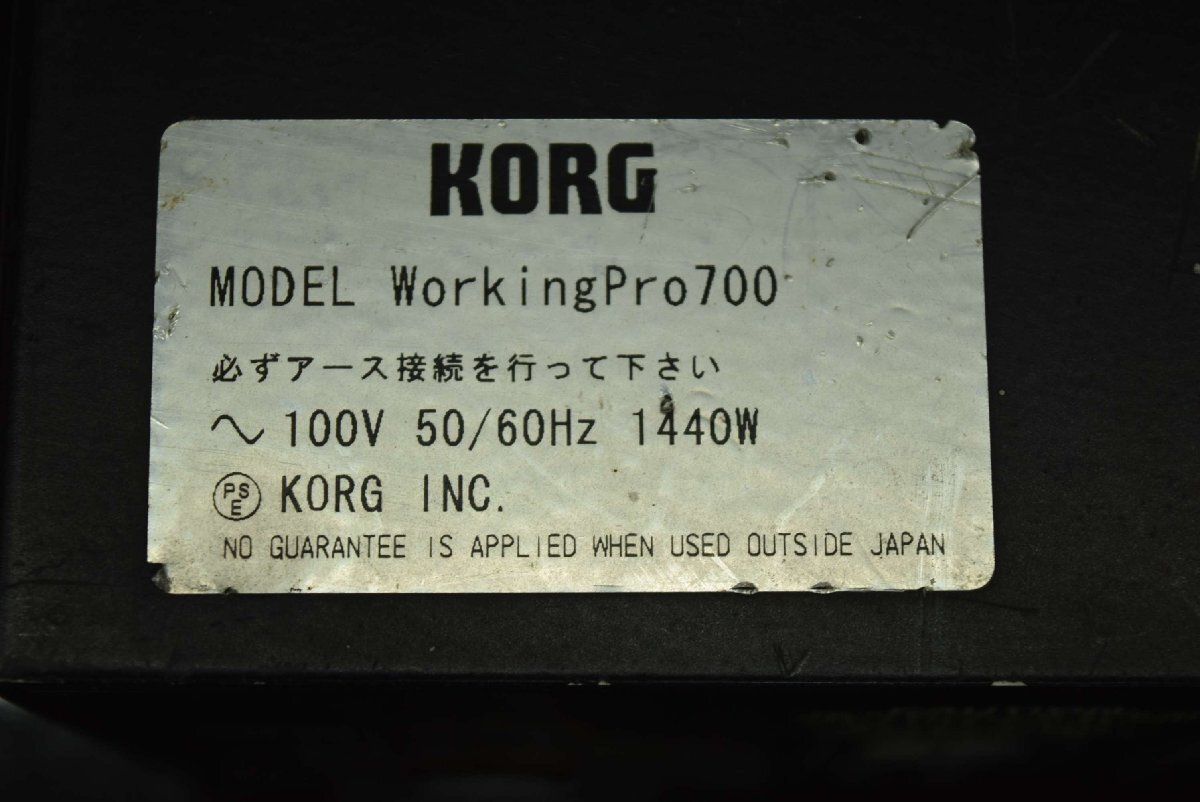 KORG
MODEL WorkingPro700
必ずアース接続を行って下さい
〜 100V 50/60Hz 1440W
PSE KORG INC.
NO GUARANTEE IS APPLIED WHEN USED OUTSIDE JAPAN